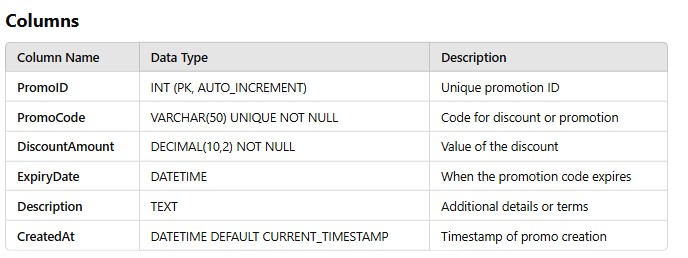 Columns
Column Name Data Type Description
PromoID INT (PK, AUTO_INCREMENT) Unique promotion ID
PromoCode VARCHAR(50) UNIQUE NOT NULL Code for discount or promotion
DiscountAmount DECIMAL(10,2) NOT NULL Value of the discount
ExpiryDate DATETIME When the promotion code expires
Description TEXT Additional details or terms
CreatedAt DATETIME DEFAULT CURRENT_TIMESTAMP Timestamp of promo creation